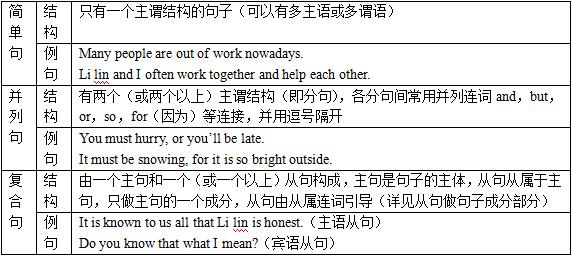 简单句
结构
只有一个主谓结构的句子（可以有多主语或多谓语）
例句
Many people are out of work nowadays.
Li lin and I often work together and help each other.
并列句
结构
有两个（或两个以上）主谓结构（即分句），各分句间常用并列连词 and，but，
or，so，for（因为）等连接，并用逗号隔开
例句
You must hurry, or you’ll be late.
It must be snowing, for it is so bright outside.
复合句
结构
由一个主句和一个（或一个以上）从句构成，主句是句子的主体，从句从属于主
句，只做主句的一个成分，从句由从属连词引导（详见从句做句子成分部分）
例句
It is known to us all that Li lin is honest.（主语从句）
Do you know that what I mean?（宾语从句）